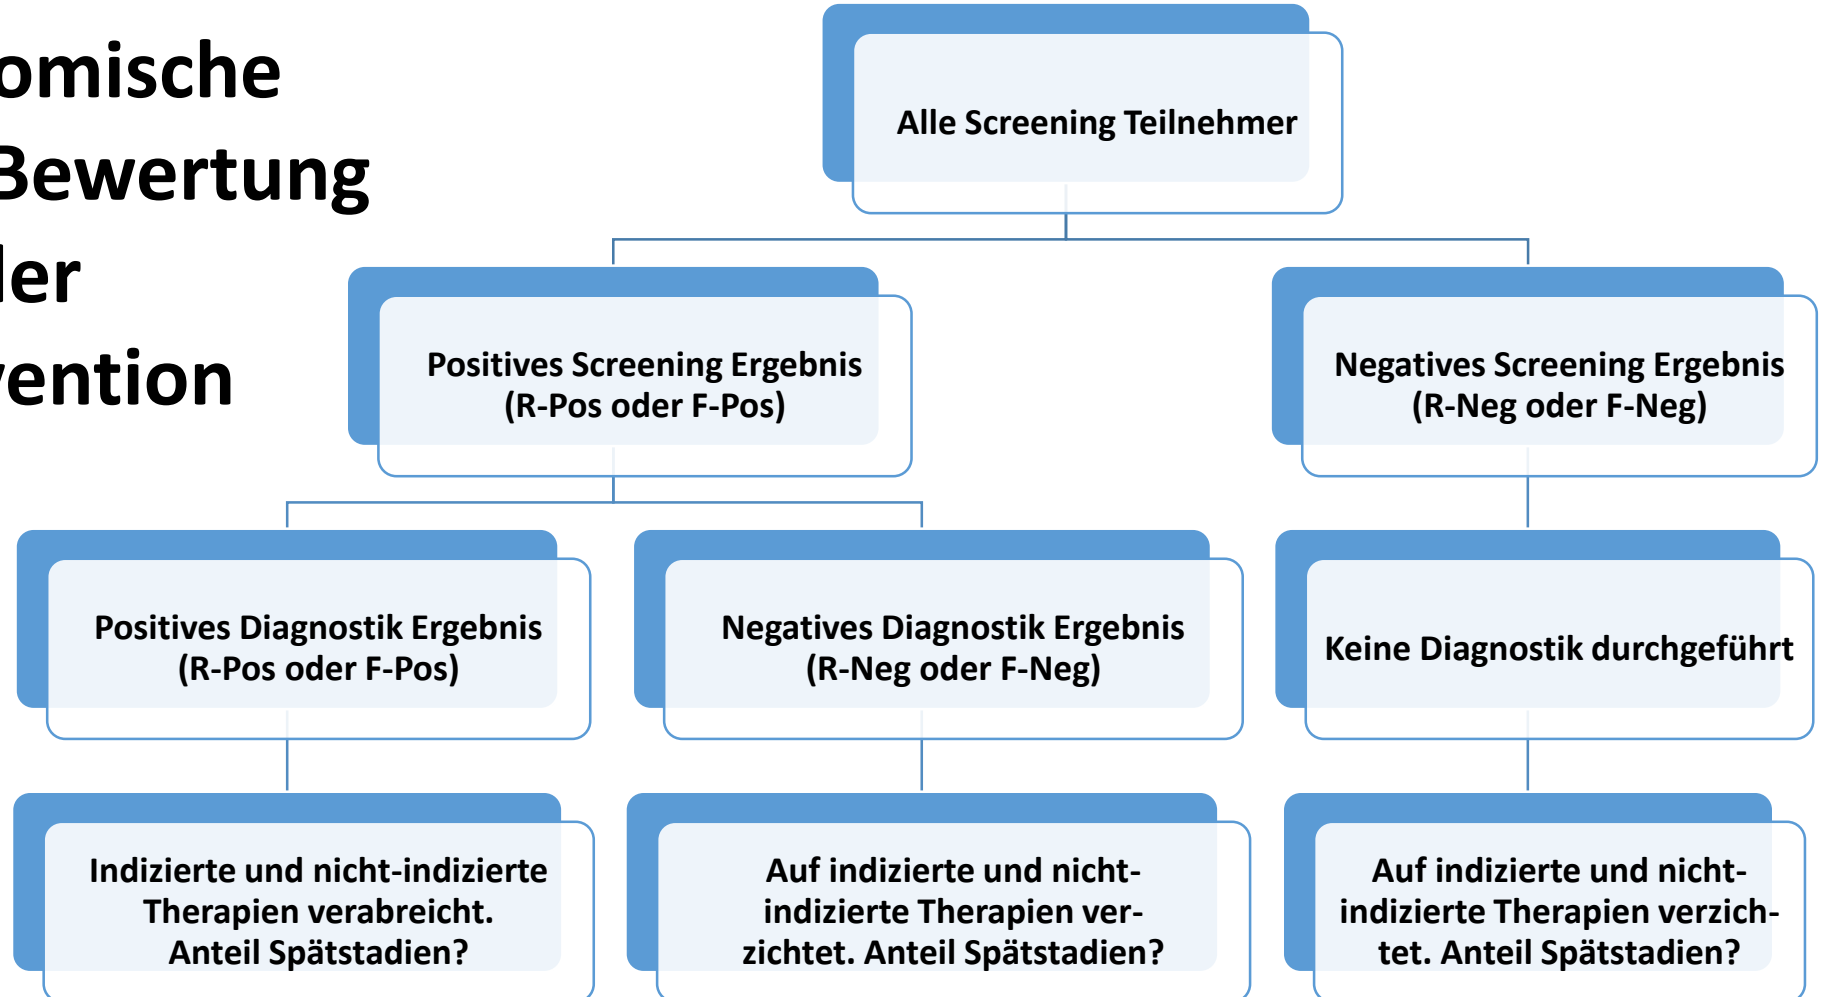 omische
Bewertung
der
vention
Alle Screening Teilnehmer
Positives Screening Ergebnis
(R-Pos oder F-Pos)
Negatives Screening Ergebnis
(R-Neg oder F-Neg)
Positives Diagnostik Ergebnis
(R-Pos oder F-Pos)
Negatives Diagnostik Ergebnis
(R-Neg oder F-Neg)
Keine Diagnostik durchgeführt
Indizierte und nicht-indizierte
Therapien verabreicht.
Anteil Spätstadien?
Auf indizierte und nicht-
indizierte Therapien ver-
zichtet. Anteil Spätstadien?
Auf indizierte und nicht-
indizierte Therapien verzich-
tet. Anteil Spätstadien?